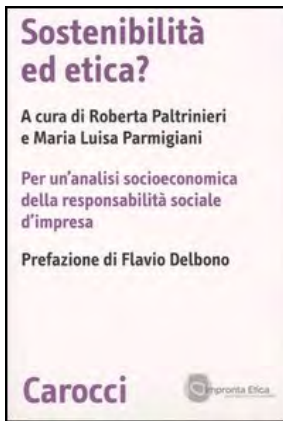 Sostenibilità
ed etica?
A cura di Roberta Paltrinieri
e Maria Luisa Parmigiani
Per un'analisi socioeconomica
della responsabilità sociale
d'impresa
Prefazione di Flavio Delbono
Carocci
impronta Etica